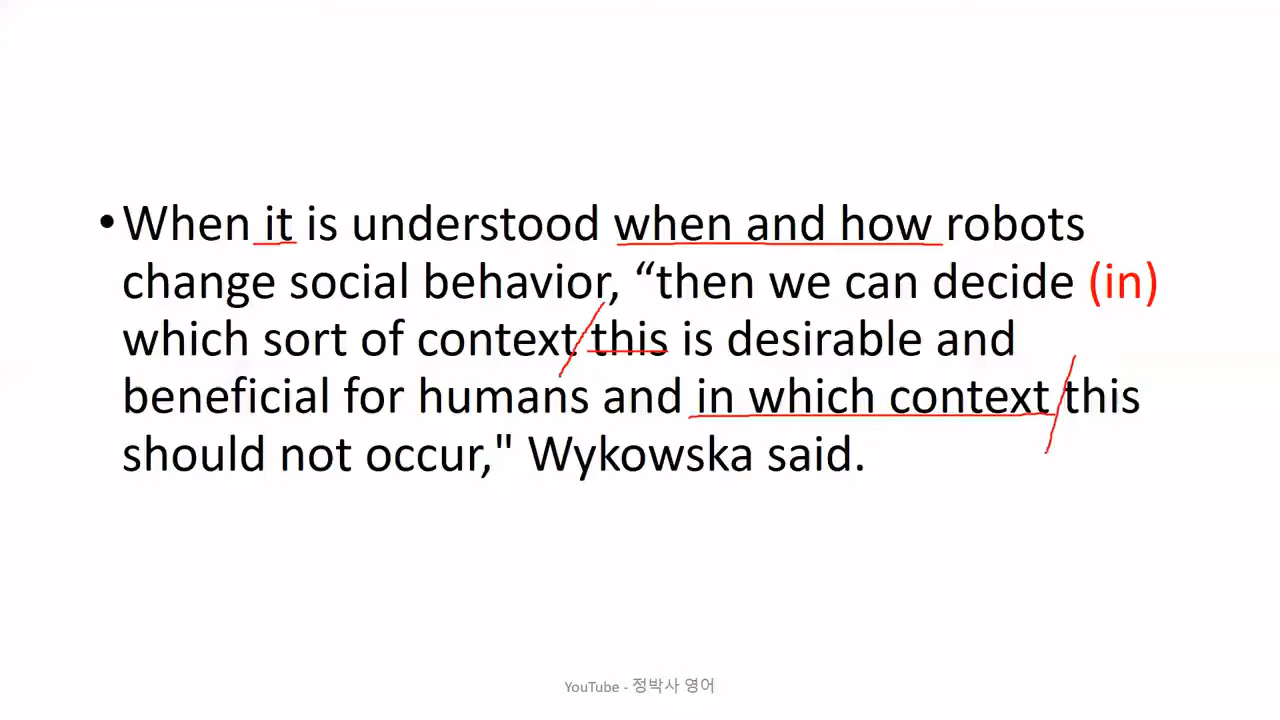 •When it is understood when and how robots
change social behavior, “then we can decide (in)
which sort of context this is desirable and
beneficial for humans and in which context this
should not occur," Wykowska said.
YouTube - 정박사 영어